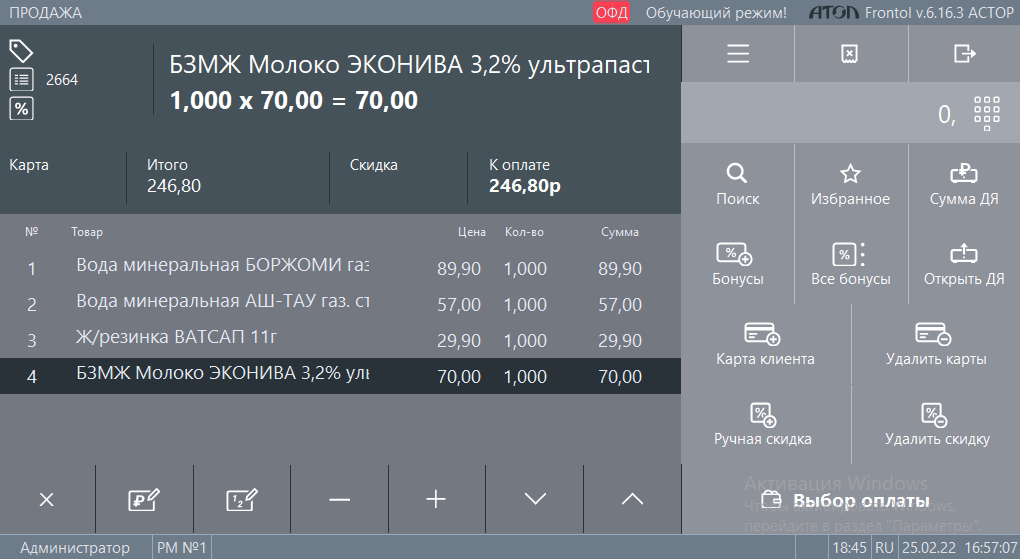 ПРОДАЖА
ОФД Обучающий режим! АТОЛ Frontol v.6.16.3 АСТОР
2664
БЗМЖ Молоко ЭКОНИВА 3,2% ультрапаст
1,000 x 70,00 = 70,00
Карта Итого Скидка К оплате
246,80 246,80р
№ Товар Цена Кол-во Сумма
1 Вода минеральная БОРЖОМИ газ 89,90 1,000 89,90
2 Вода минеральная АШ-ТАУ газ. ст 57,00 1,000 57,00
3 Ж/резинка ВАТСАП 11г 29,90 1,000 29,90
4 БЗМЖ Молоко ЭКОНИВА 3,2% уль 70,00 1,000 70,00
0,
Поиск Избранное Сумма ДЯ
Бонусы Все бонусы Открыть ДЯ
Карта клиента Удалить карты
Ручная скидка Удалить скидку
Активация Windows
Выбор оплаты
Чтобы активировать Windows,
перейдите в раздел "Параметры".
Администратор РМ №1 18:45 RU 25.02.22 16:57:07